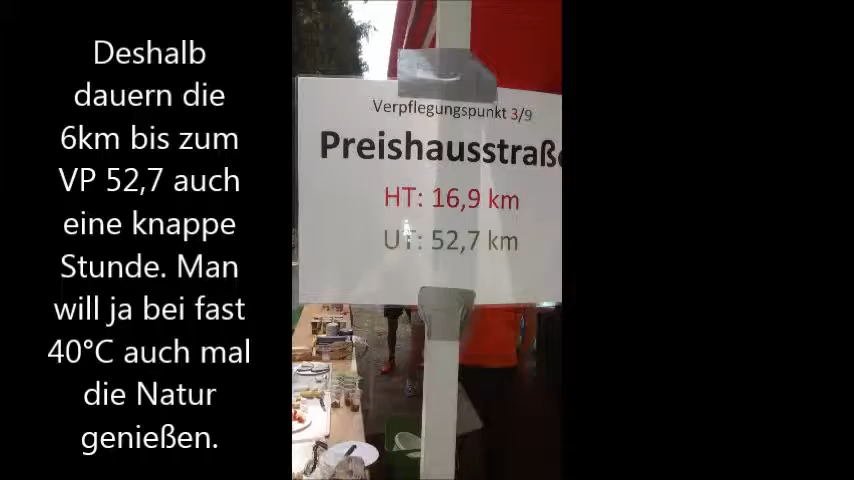 Deshalb
dauern die
6km bis zum
VP 52,7 auch
eine knappe
Stunde. Man
will ja bei fast
40°C auch mal
die Natur
genießen.
Verpflegungspunkt 3/9
Preishausstraße
HT: 16,9 km
UT: 52,7 km